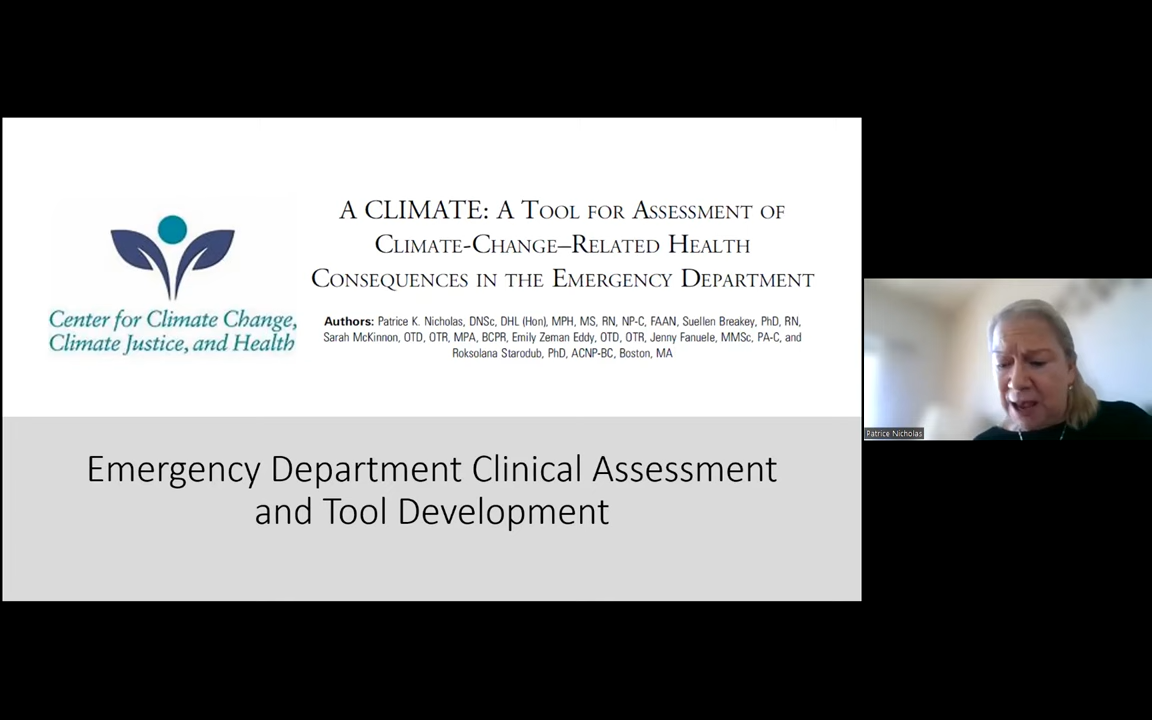 A CLIMATE: A Tool for Assessment of
Climate-Change–Related Health
Consequences in the Emergency Department
Center for Climate Change,
Climate Justice, and Health
Authors: Patrice K. Nicholas, DNSc, DHL (Hon), MPH, MS, RN, NP-C, FAAN, Suellen Breakey, PhD, RN,
Sarah McKinnon, OTD, OTR, MPA, BCPR, Emily Zeman Eddy, OTD, OTR, Jenny Fanuele, MMSc, PA-C, and
Roksolana Starodub, PhD, ACNP-BC, Boston, MA
Emergency Department Clinical Assessment
and Tool Development
Patrice Nicholas